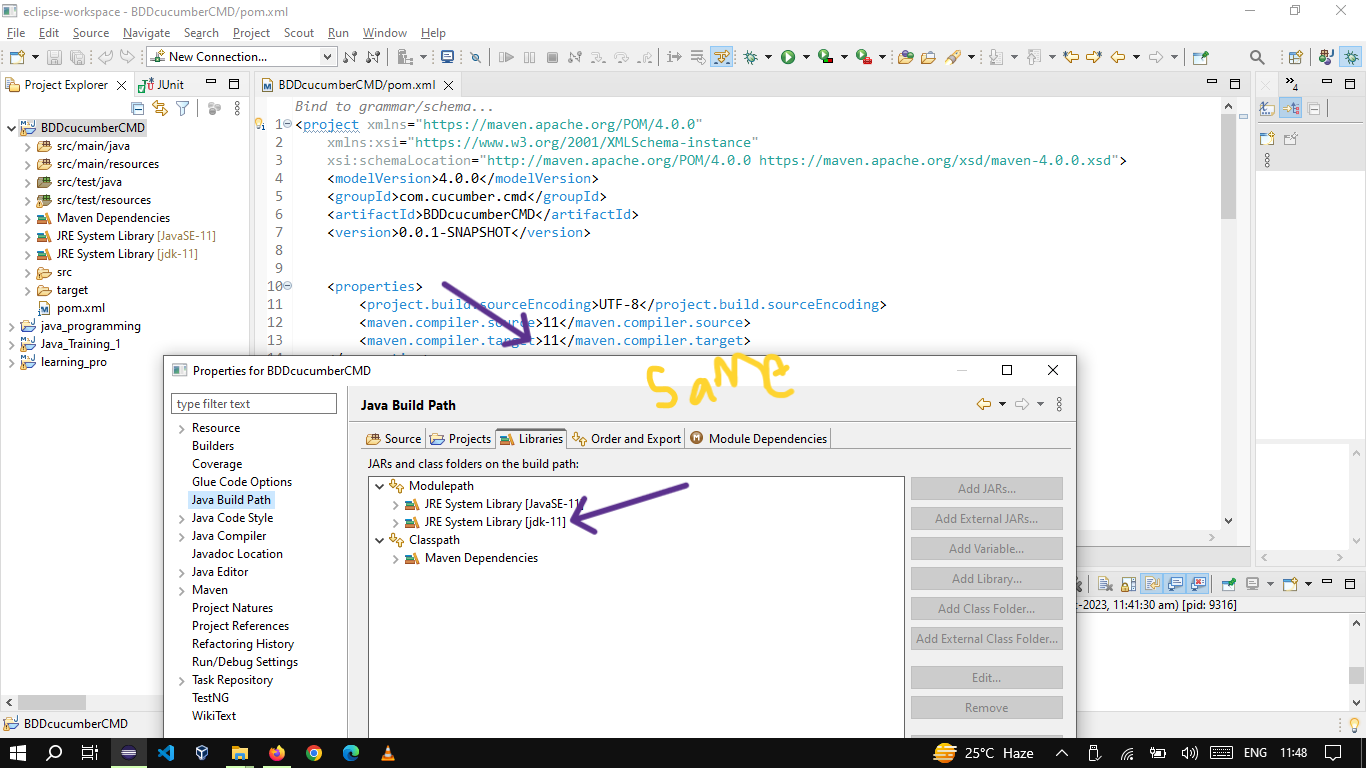 eclipse-workspace - BDDcucumberCMD/pom.xml
File Edit Source Navigate Search Project Scout Run Window Help
New Connection...
Project Explorer
JUnit
BDDcucumberCMD/pom.xml
4
BDDcucumberCMD
src/main/java
src/main/resources
src/test/java
src/test/resources
Maven Dependencies
JRE System Library [JavaSE-11]
JRE System Library [jdk-11]
src
target
pom.xml
java_programming
Java_Training_1
learning_pro
BDDcucumberCMD
Bind to grammar/schema...
1 <project xmlns="https://maven.apache.org/POM/4.0.0"
2 xmlns:xsi="https://www.w3.org/2001/XMLSchema-instance"
3 xsi:schemaLocation="http://maven.apache.org/POM/4.0.0 https://maven.apache.org/xsd/maven-4.0.0.xsd">
4 <modelVersion>4.0.0</modelVersion>
5 <groupId>com.cucumber.cmd</groupId>
6 <artifactId>BDDcucumberCMD</artifactId>
7 <version>0.0.1-SNAPSHOT</version>
8
9
10 <properties>
11 <project.build.sourceEncoding>UTF-8</project.build.sourceEncoding>
12 <maven.compiler.source>11</maven.compiler.source>
13 <maven.compiler.target>11</maven.compiler.target>
same
Properties for BDDcucumberCMD
type filter text
Resource
Builders
Coverage
Glue Code Options
Java Build Path
Java Code Style
Java Compiler
Javadoc Location
Java Editor
Maven
Project Natures
Project References
Refactoring History
Run/Debug Settings
Task Repository
TestNG
WikiText
Java Build Path
Source Projects Libraries Order and Export Module Dependencies
JARs and class folders on the build path:
Modulepath
JRE System Library [JavaSE-11]
JRE System Library [jdk-11]
Classpath
Maven Dependencies
Add JARs...
Add External JARs...
Add Variable...
Add Library...
Add Class Folder...
Add External Class Folder...
Edit...
Remove
-2023, 11:41:30 am) [pid: 9316]
25°C Haze
ENG
11:48